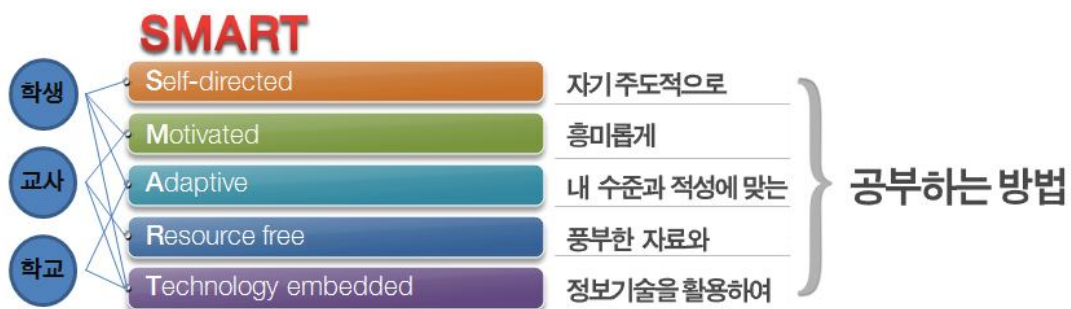 SMART
학생
교사
학교
Self-directed
자기 주도적으로
Motivated
흥미롭게
Adaptive
내 수준과 적성에 맞는
Resource free
풍부한 자료와
Technology embedded
정보기술을 활용하여
공부하는 방법